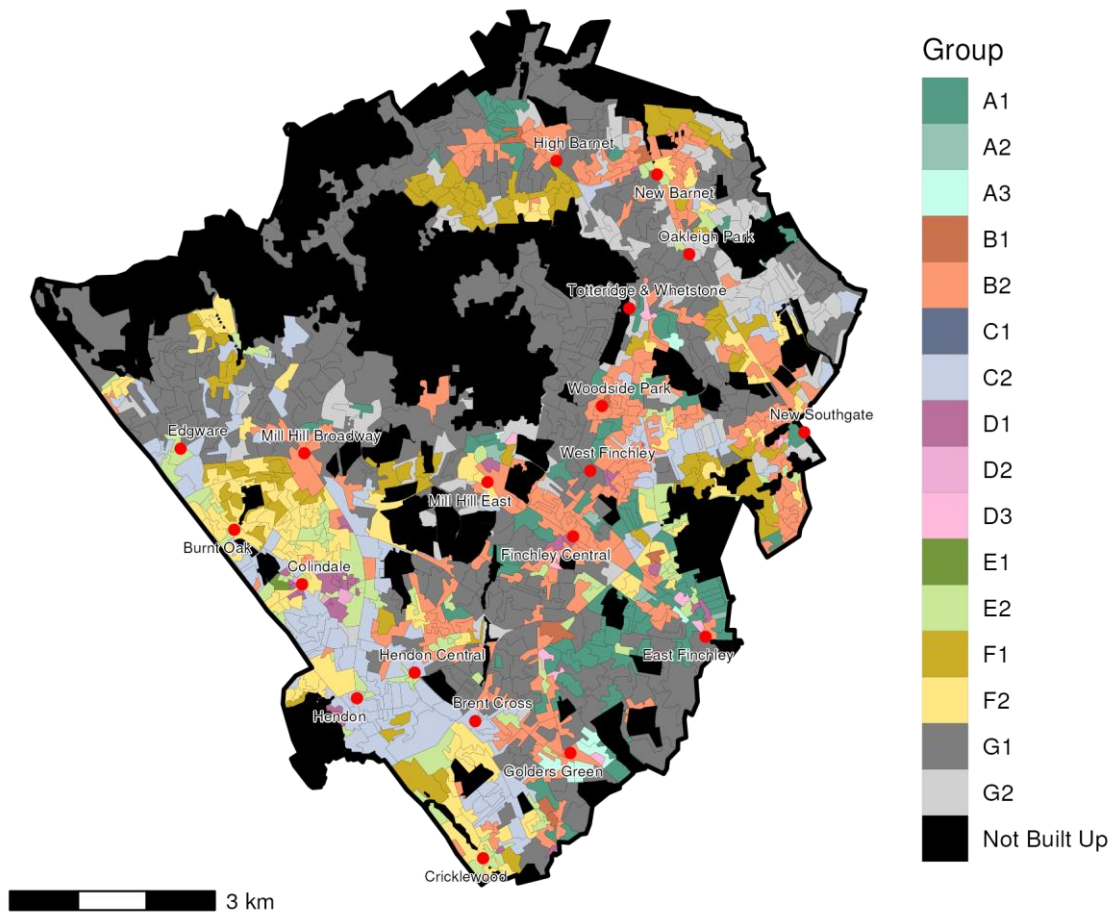 Group
A1
A2
A3
B1
B2
C1
C2
D1
D2
D3
E1
E2
F1
F2
G1
G2
Not Built Up
High Barnet
New Barnet
Oakleigh Park
Totteridge & Whetstone
Woodside Park
New Southgate
Edgware
Mill Hill Broadway
West Finchley
Mill Hill East
Burnt Oak
Finchley Central
Colindale
East Finchley
Hendon Central
Brent Cross
Hendon
Golders Green
Cricklewood
3 km